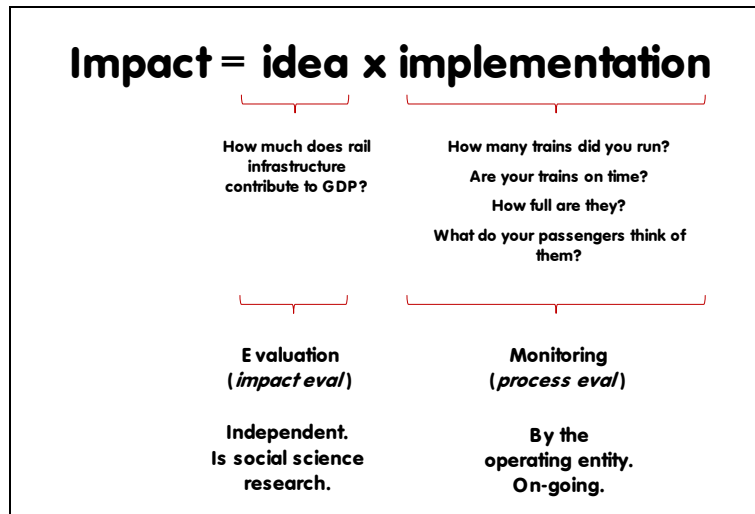 Impact = idea x implementation
How much does rail
infrastructure
contribute to GDP?
How many trains did you run?
Are your trains on time?
How full are they?
What do your passengers think of
them?
Evaluation
(impact eval)
Monitoring
(process eval)
Independent.
Is social science
research.
By the
operating entity.
On-going.